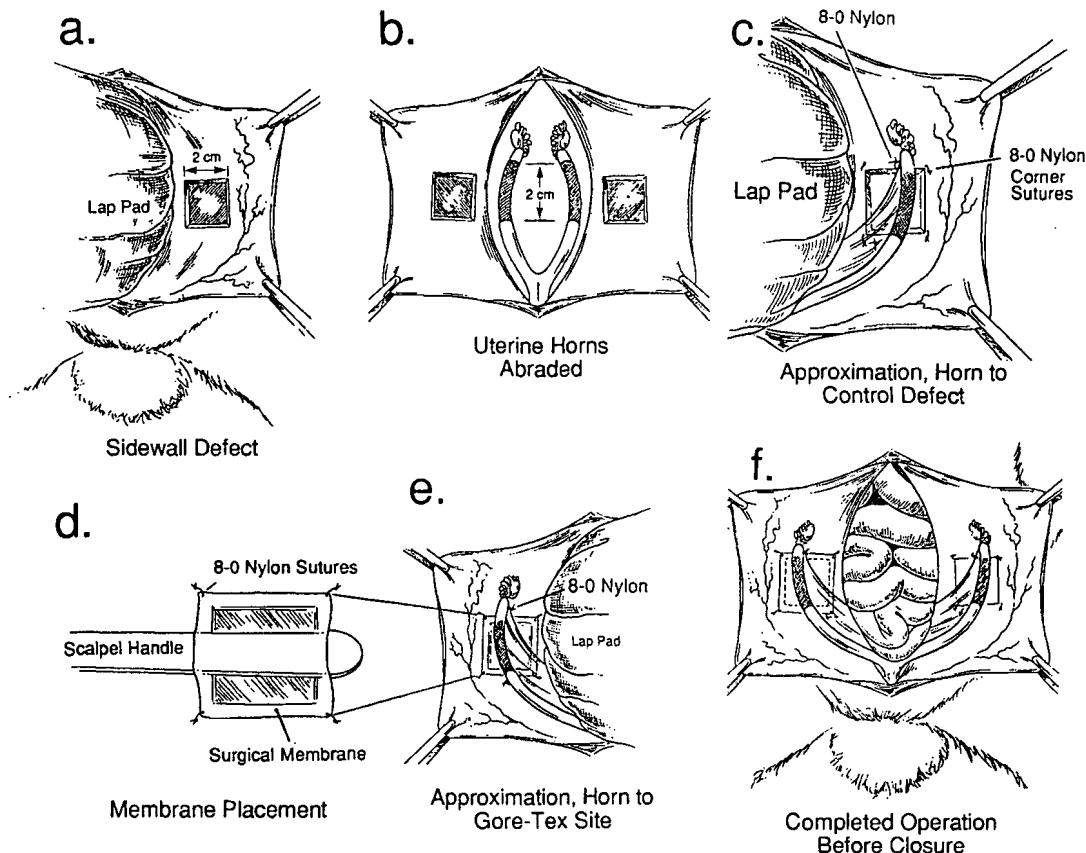 a.
2 cm
Lap Pad
Sidewall Defect
b.
2 cm
Uterine Horns
Abraded
c.
8-0 Nylon
8-0 Nylon
Corner
Sutures
Lap Pad
Approximation, Horn to
Control Defect
d.
8-0 Nylon Sutures
Scalpel Handle
Surgical Membrane
Membrane Placement
e.
8-0 Nylon
Lap Pad
Approximation, Horn to
Gore-Tex Site
f.
Completed Operation
Before Closure